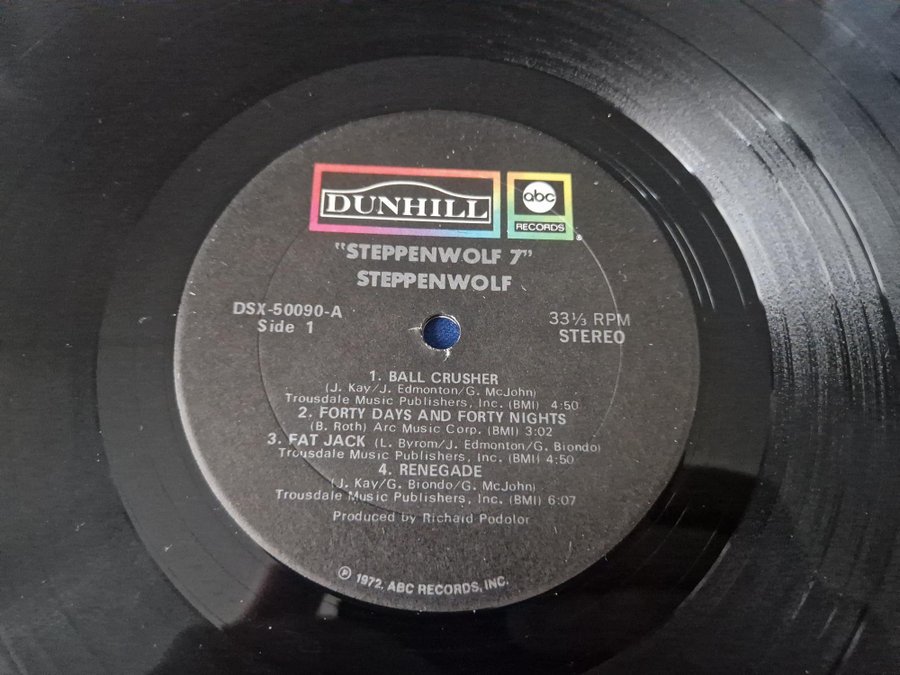 DUNHILL
abc
RECORDS
®
"STEPPENWOLF 7"
STEPPENWOLF
DSX-50090-A
Side 1
33⅓ RPM
STEREO
1. BALL CRUSHER
(J. Kay/J. Edmonton/G. McJohn)
Trousdale Music Publishers, Inc. (BMI) 4:50
2. FORTY DAYS AND FORTY NIGHTS
(B. Roth) Arc Music Corp. (BMI) 3:02
3. FAT JACK (L. Byrom/J. Edmonton/G. Biondo)
Trousdale Music Publishers, Inc. (BMI) 4:50
4. RENEGADE
(J. Kay/G. Biondo/G. McJohn)
Trousdale Music Publishers, Inc. (BMI) 6:07
Produced by Richard Podolor
℗ 1972, ABC RECORDS, INC.